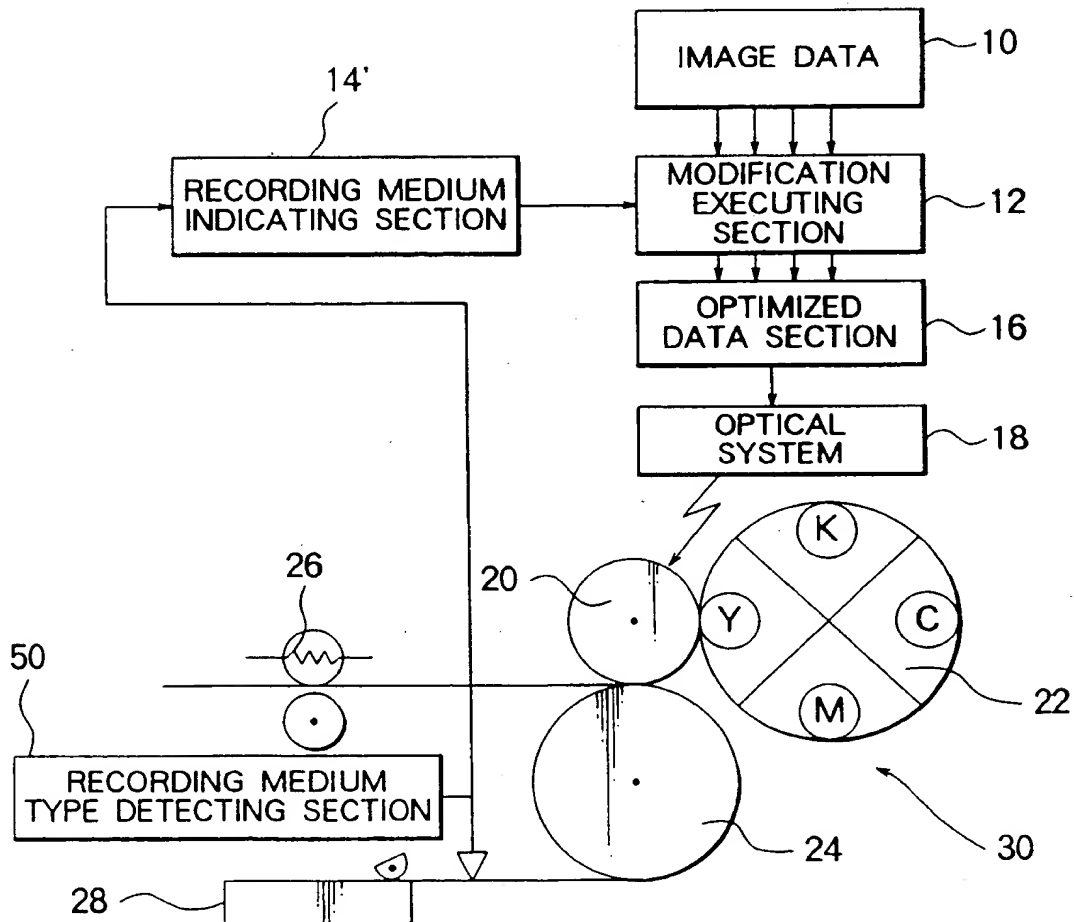 IMAGE DATA
10
14'
RECORDING MEDIUM
INDICATING SECTION
MODIFICATION
EXECUTING
SECTION
12
OPTIMIZED
DATA SECTION
16
OPTICAL
SYSTEM
18
K
20
26
Y
C
50
M
22
RECORDING MEDIUM
TYPE DETECTING SECTION
24
30
28